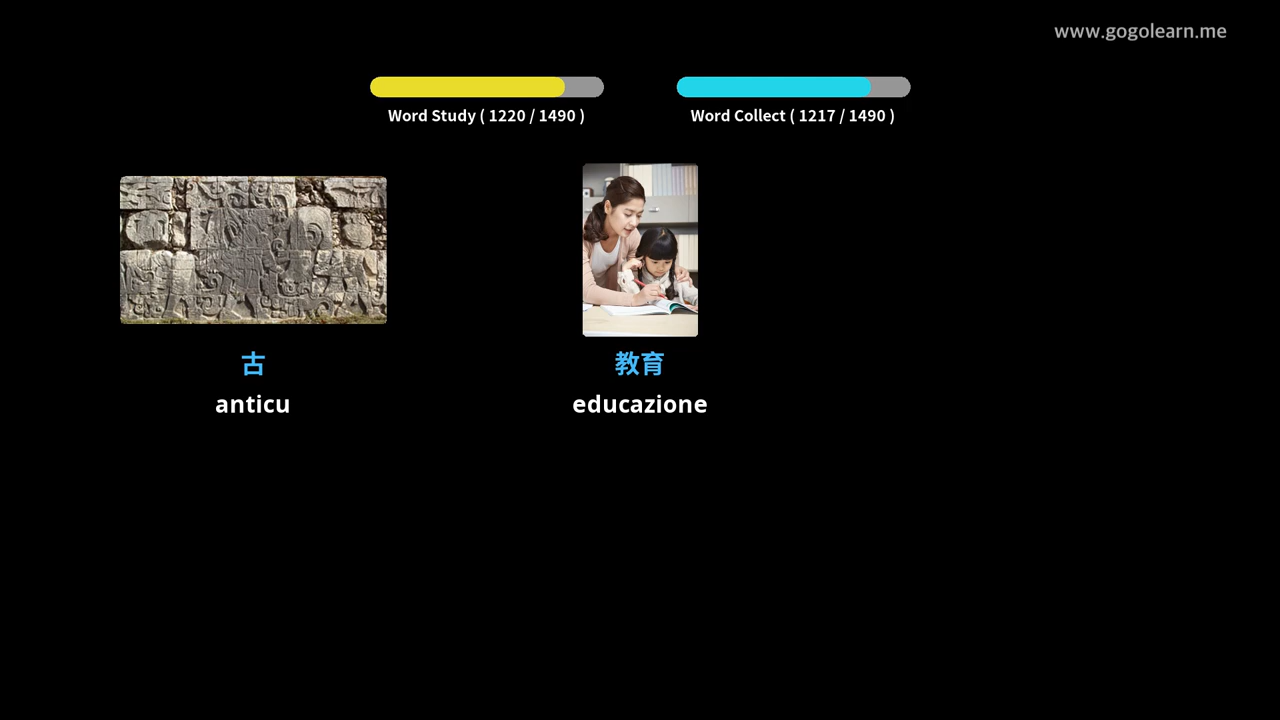 www.gogolearn.me
Word Study ( 1220 / 1490 )
Word Collect ( 1217 / 1490 )
古
anticu
教育
educazione